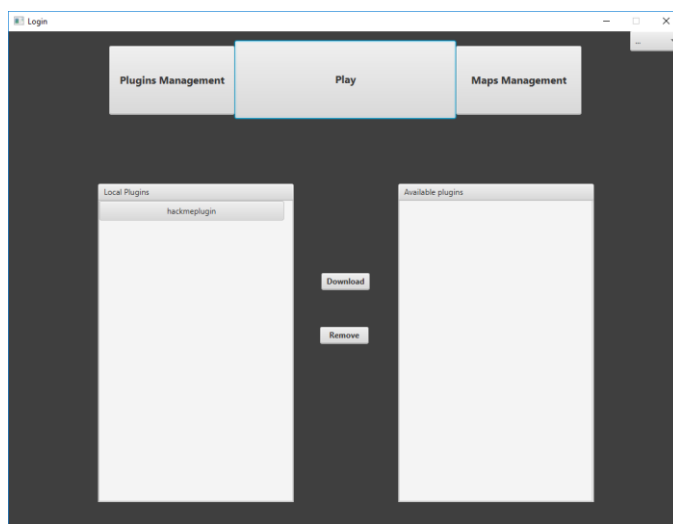 Login
Plugins Management
Play
Maps Management
Local Plugins
Available plugins
hackmeplugin
Download
Remove